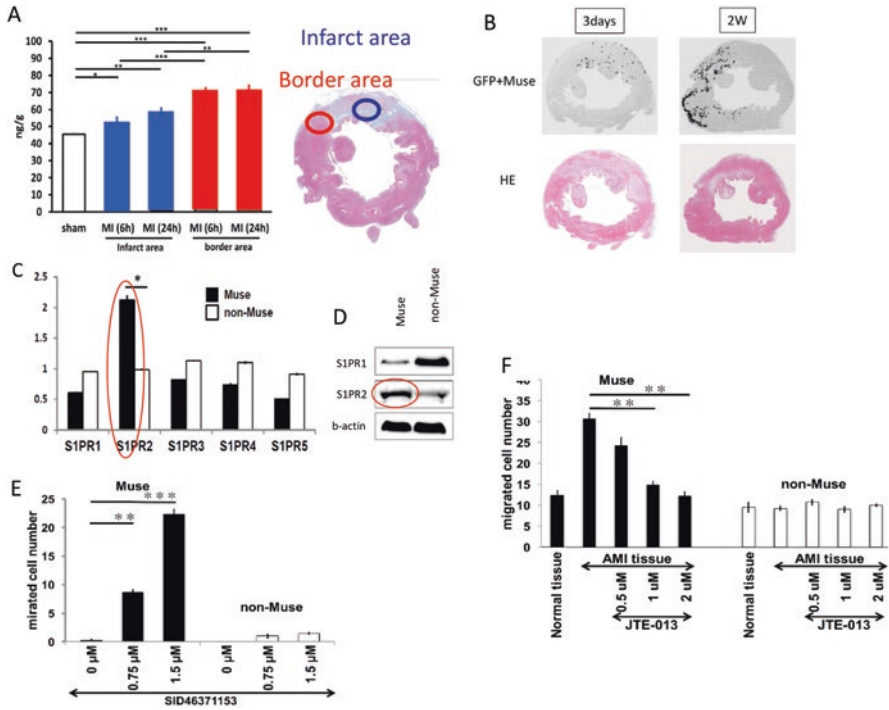 A
ng/g
100
90
80
70
60
50
40
30
20
10
0
***
***
**
***
**
*
sham
MI (6h)
MI (24h)
MI (6h)
MI (24h)
Infarct area
border area
Infarct area
Border area
B
3days
2W
GFP+Muse
HE
C
2.5
2
1.5
1
0.5
0
*
Muse
non-Muse
S1PR1
S1PR2
S1PR3
S1PR4
S1PR5
D
Muse
non-Muse
S1PR1
S1PR2
b-actin
E
mirated cell number
25
20
15
10
5
0
Muse
***
**
non-Muse
0 µM
0.75 µM
1.5 µM
0 µM
0.75 µM
1.5 µM
SID46371153
F
migrated cell number
40
35
30
25
20
15
10
5
0
Muse
**
**
non-Muse
Normal tissue
AMI tissue
0.5 uM
1 uM
2 uM
JTE-013
Normal tissue
AMI tissue
0.5 uM
1 uM
2 uM
JTE-013